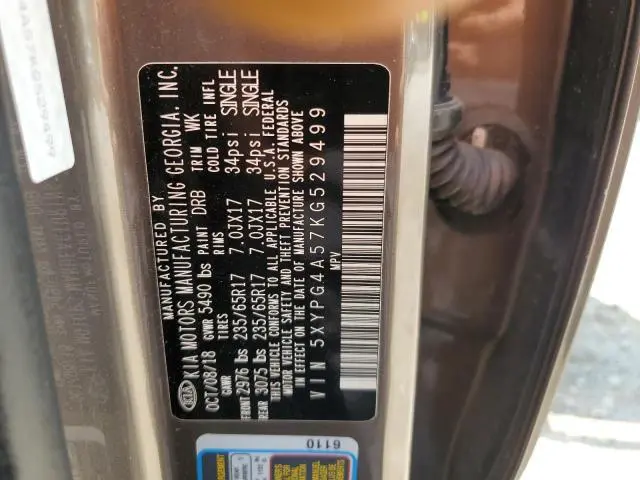 MANUFACTURED BY
KIA KIA MOTORS MANUFACTURING GEORGIA. INC.
OCT/08/18 GVWR 5490 lbs PAINT DRB TRIM WK
GAWR TIRES RIMS COLD TIRE INFL
FRONT 2976 lbs 235/65R17 7.0JX17 34psi SINGLE
REAR 3075 lbs 235/65R17 7.0JX17 34psi SINGLE
THIS VEHICLE CONFORMS TO ALL APPLICABLE U.S.A. FEDERAL
MOTOR VEHICLE SAFETY AND THEFT PREVENTION STANDARDS
IN EFFECT ON THE DATE OF MANUFACTURE SHOWN ABOVE
VIN 5XYPG4A57KG529499
MPV
6110